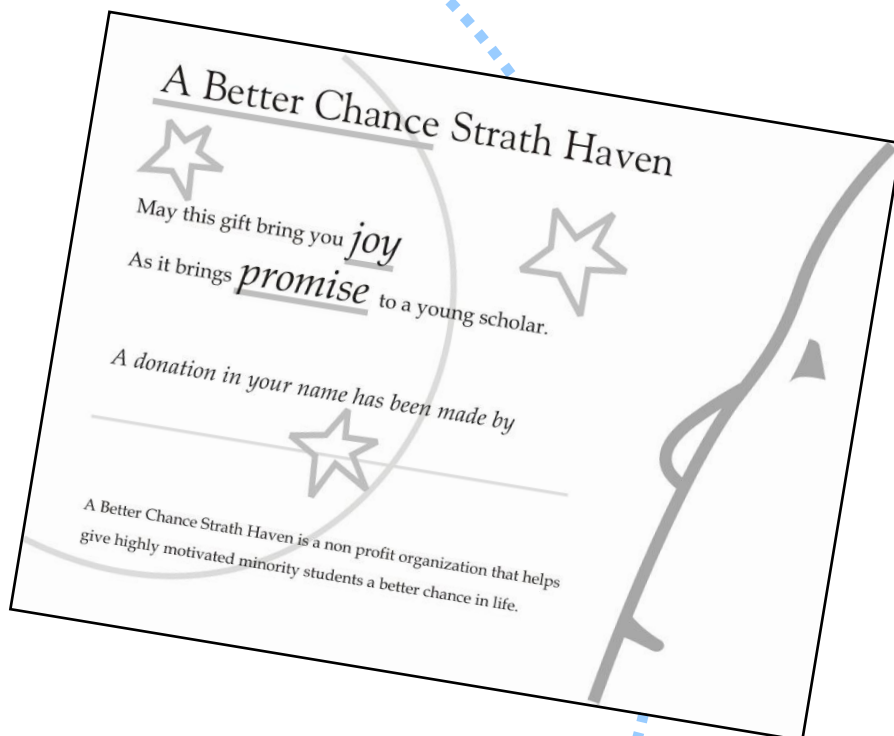 A Better Chance Strath Haven
May this gift bring you joy
As it brings promise to a young scholar.
A donation in your name has been made by
A Better Chance Strath Haven is a non profit organization that helps
give highly motivated minority students a better chance in life.